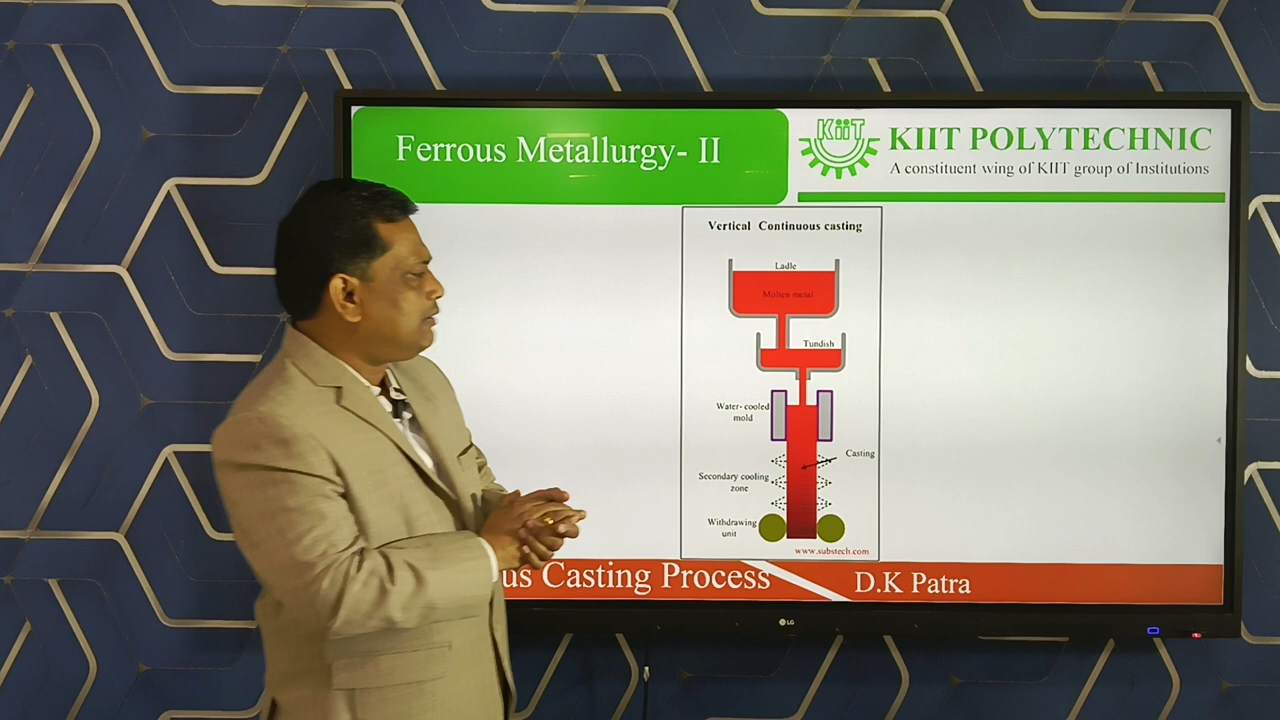 Ferrous Metallurgy- II
KiiT
KIIT POLYTECHNIC
A constituent wing of KIIT group of Institutions
Vertical Continuous casting
Ladle
Molten metal
Tundish
Water-cooled
mold
Casting
Secondary cooling
zone
Withdrawing
unit
www.substech.com
us Casting Process
D.K Patra
LG